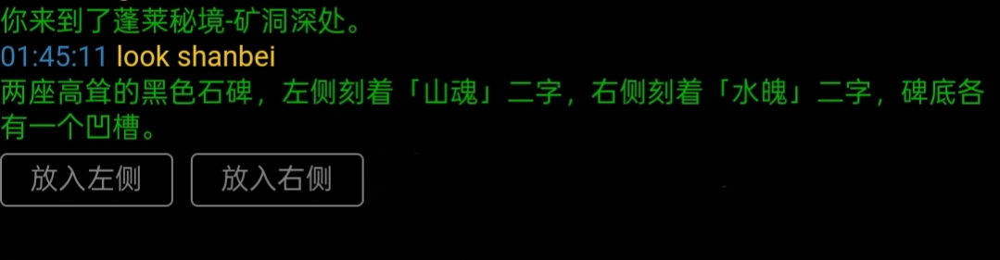 你来到了蓬莱秘境-矿洞深处。
01:45:11 look shanbei
两座高耸的黑色石碑，左侧刻着「山魂」二字，右侧刻着「水魄」二字，碑底各
有一个凹槽。
放入左侧 放入右侧